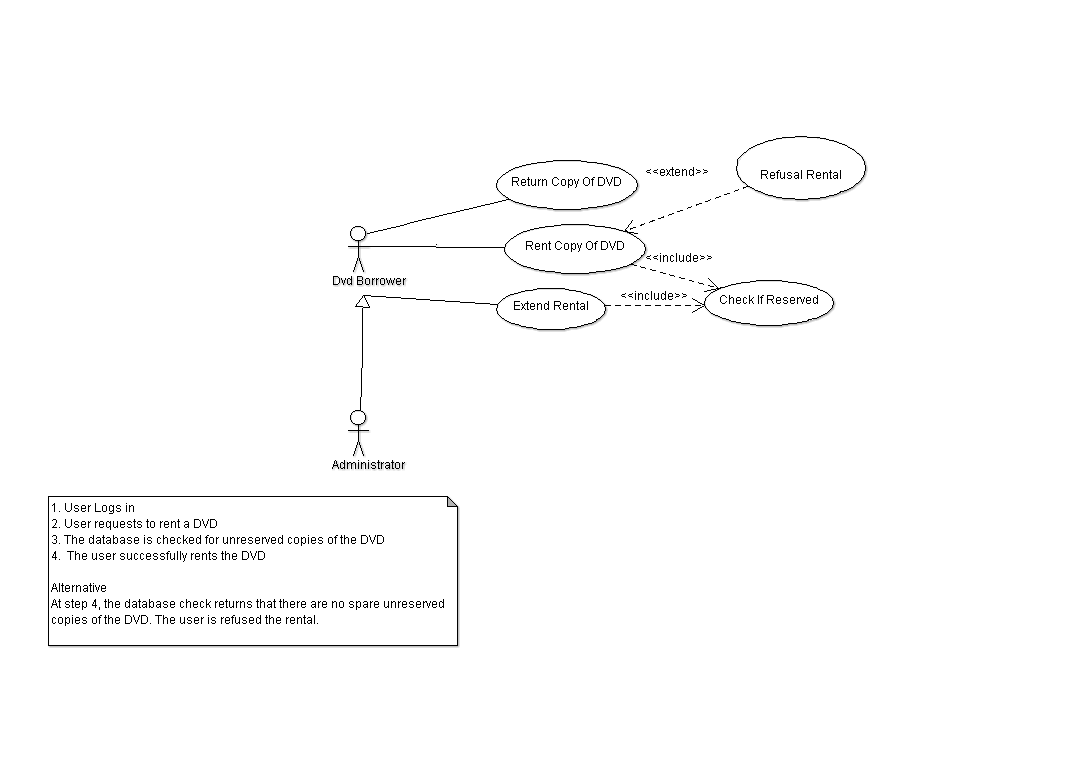 Return Copy Of DVD
<<extend>>
Refusal Rental
Rent Copy Of DVD
<<include>>
Dvd Borrower
<<include>>
Check If Reserved
Extend Rental
Administrator
1. User Logs in
2. User requests to rent a DVD
3. The database is checked for unreserved copies of the DVD
4.  The user successfully rents the DVD
Alternative
At step 4, the database check returns that there are no spare unreserved
copies of the DVD. The user is refused the rental.